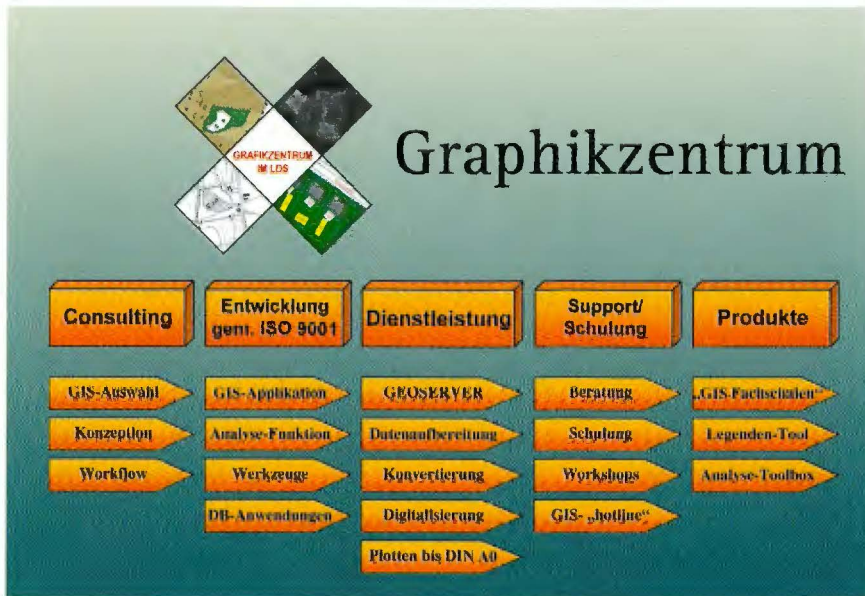 GRAFIKZENTRUM
IM LDS
Graphikzentrum
Consulting
Entwicklung
gem. ISO 9001
Dienstleistung
Support/
Schulung
Produkte
GIS-Auswahl
Konzeption
Workflow
GIS-Applikation
Analyse-Funktion
Werkzeuge
DB-Anwendungen
GEOSERVER
Datenaufbereitung
Konvertierung
Digitalisierung
Plotten bis DIN A0
Beratung
Schulung
Workshops
GIS- „hotline“
„GIS-Fachschalen“
Legenden-Tool
Analyse-Toolbox